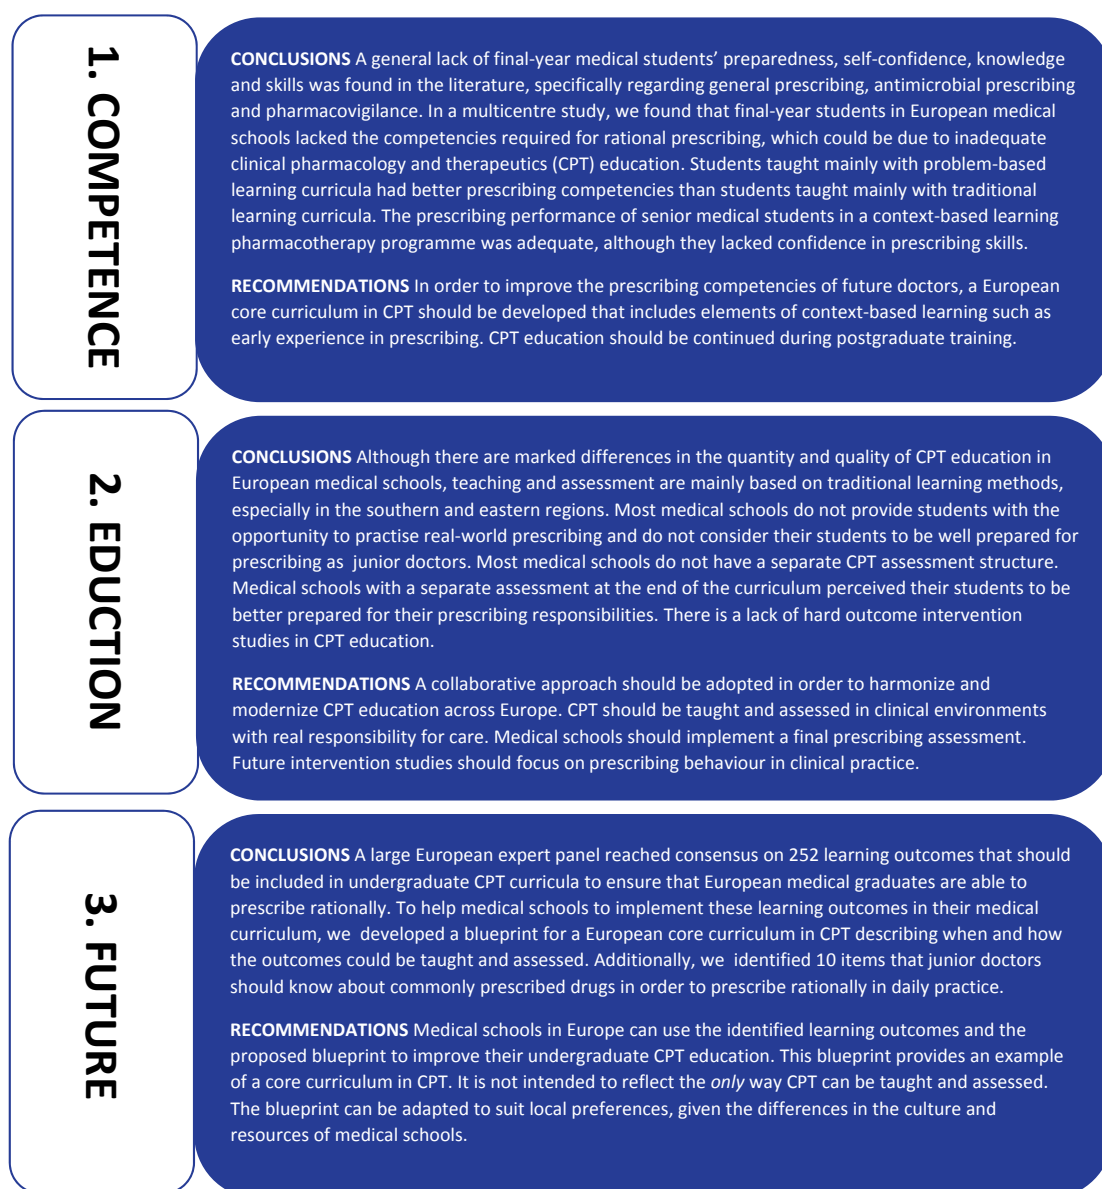 1. COMPETENCE
CONCLUSIONS A general lack of final-year medical students’ preparedness, self-confidence, knowledge
and skills was found in the literature, specifically regarding general prescribing, antimicrobial prescribing
and pharmacovigilance. In a multicentre study, we found that final-year students in European medical
schools lacked the competencies required for rational prescribing, which could be due to inadequate
clinical pharmacology and therapeutics (CPT) education. Students taught mainly with problem-based
learning curricula had better prescribing competencies than students taught mainly with traditional
learning curricula. The prescribing performance of senior medical students in a context-based learning
pharmacotherapy programme was adequate, although they lacked confidence in prescribing skills.
RECOMMENDATIONS In order to improve the prescribing competencies of future doctors, a European
core curriculum in CPT should be developed that includes elements of context-based learning such as
early experience in prescribing. CPT education should be continued during postgraduate training.
2. EDUCTION
CONCLUSIONS Although there are marked differences in the quantity and quality of CPT education in
European medical schools, teaching and assessment are mainly based on traditional learning methods,
especially in the southern and eastern regions. Most medical schools do not provide students with the
opportunity to practise real-world prescribing and do not consider their students to be well prepared for
prescribing as  junior doctors. Most medical schools do not have a separate CPT assessment structure.
Medical schools with a separate assessment at the end of the curriculum perceived their students to be
better prepared for their prescribing responsibilities. There is a lack of hard outcome intervention
studies in CPT education.
RECOMMENDATIONS A collaborative approach should be adopted in order to harmonize and
modernize CPT education across Europe. CPT should be taught and assessed in clinical environments
with real responsibility for care. Medical schools should implement a final prescribing assessment.
Future intervention studies should focus on prescribing behaviour in clinical practice.
3. FUTURE
CONCLUSIONS A large European expert panel reached consensus on 252 learning outcomes that should
be included in undergraduate CPT curricula to ensure that European medical graduates are able to
prescribe rationally. To help medical schools to implement these learning outcomes in their medical
curriculum, we  developed a blueprint for a European core curriculum in CPT describing when and how
the outcomes could be taught and assessed. Additionally, we  identified 10 items that junior doctors
should know about commonly prescribed drugs in order to prescribe rationally in daily practice.
RECOMMENDATIONS Medical schools in Europe can use the identified learning outcomes and the
proposed blueprint to improve their undergraduate CPT education. This blueprint provides an example
of a core curriculum in CPT. It is not intended to reflect the only way CPT can be taught and assessed.
The blueprint can be adapted to suit local preferences, given the differences in the culture and
resources of medical schools.